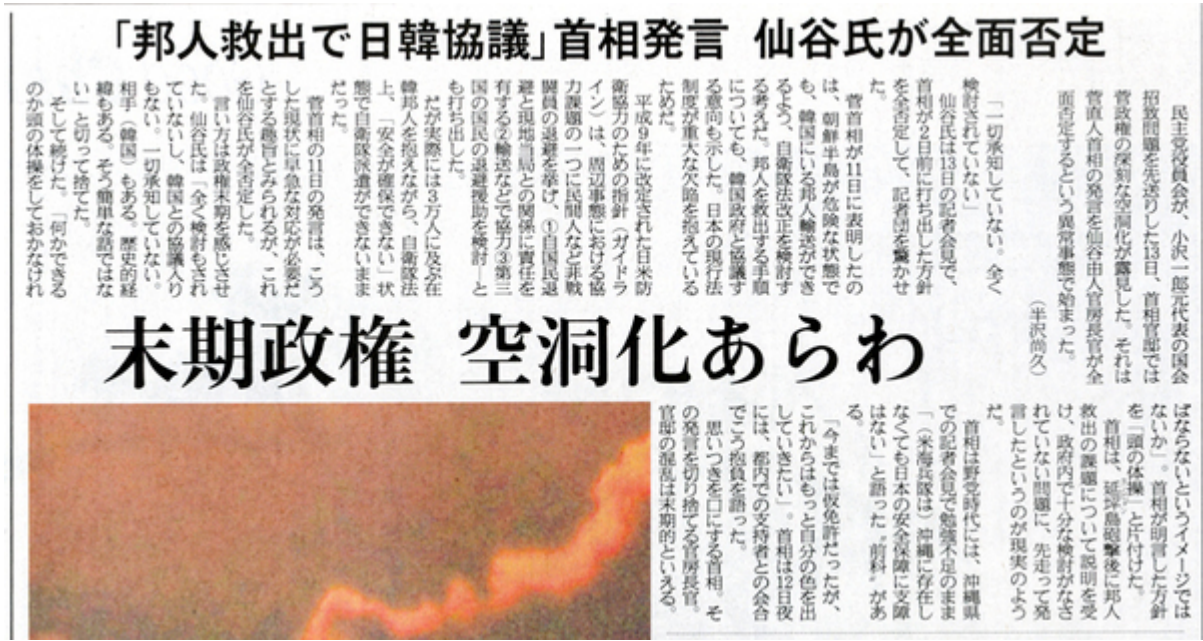 「邦人救出で日韓協議」首相発言 仙谷氏が全面否定
民主党役員会が、小沢一郎元代表の国会
招致問題を先送りした13日、首相官邸では
菅政権の深刻な空洞化が露見した。それは
菅直人首相の発言を仙谷由人官房長官が全
面否定するという異常事態で始まった。
（半沢尚久）
「一切承知していない。全く
検討されていない」
仙谷氏は13日の記者会見で、
首相が2日前に打ち出した方針
を全否定して、記者団を驚かせ
た。
菅首相が11日に表明したの
は、朝鮮半島が危険な状態で
も、韓国にいる邦人輸送ができ
るよう、自衛隊法改正を検討す
る考えだ。邦人を救出する手順
についても、韓国政府と協議す
る意向も示した。日本の現行法
制度が重大な欠陥を抱えている
ためだ。
平成9年に改定された日米防
衛協力のための指針（ガイドラ
イン）は、周辺事態における協
力課題の一つに民間人など非戦
闘員の退避を挙げ、①自国民退
避と現地当局との関係に責任を
有する②輸送などで協力③第三
国の国民の退避援助を検討―と
も打ち出した。
だが実際には3万人に及ぶ在
韓邦人を抱えながら、自衛隊法
上、「安全が確保できない」状
態で自衛隊派遣ができないまま
だった。
菅首相の11日の発言は、こう
した現状に早急な対応が必要だ
とする趣旨とみられるが、これ
を仙谷氏が全否定した。
言い方は政権末期を感じさせ
た。仙谷氏は「全く検討もされ
ていないし、韓国との協議入り
もない。一切承知していない。
相手（韓国）もある。歴史的経
緯もある。そう簡単な話ではな
い」と切って捨てた。
そして続けた。「何かできる
のか頭の体操をしておかなけれ
末期政権 空洞化あらわ
ばならないというイメージでは
ないか」。首相が明言した方針
を「頭の体操」と片付けた。
首相は、延坪島砲撃後に邦人
救出の課題について説明を受
け、政府内で十分な検討がなさ
れていない問題に、先走って発
言したというのが現実のよう
だ。
首相は野党時代には、沖縄県
での記者会見で勉強不足のまま
「（米海兵隊は）沖縄に存在し
なくても日本の安全保障に支障
はない」と語った〝前科〟があ
る。
「今までは仮免許だったが、
これからはもっと自分の色を出
していきたい」。首相は12日夜
には、都内での支持者との会合
でこう抱負を語った。
思いつきを口にする首相。そ
の発言を切り捨てる官房長官。
官邸の混乱は末期的といえる。